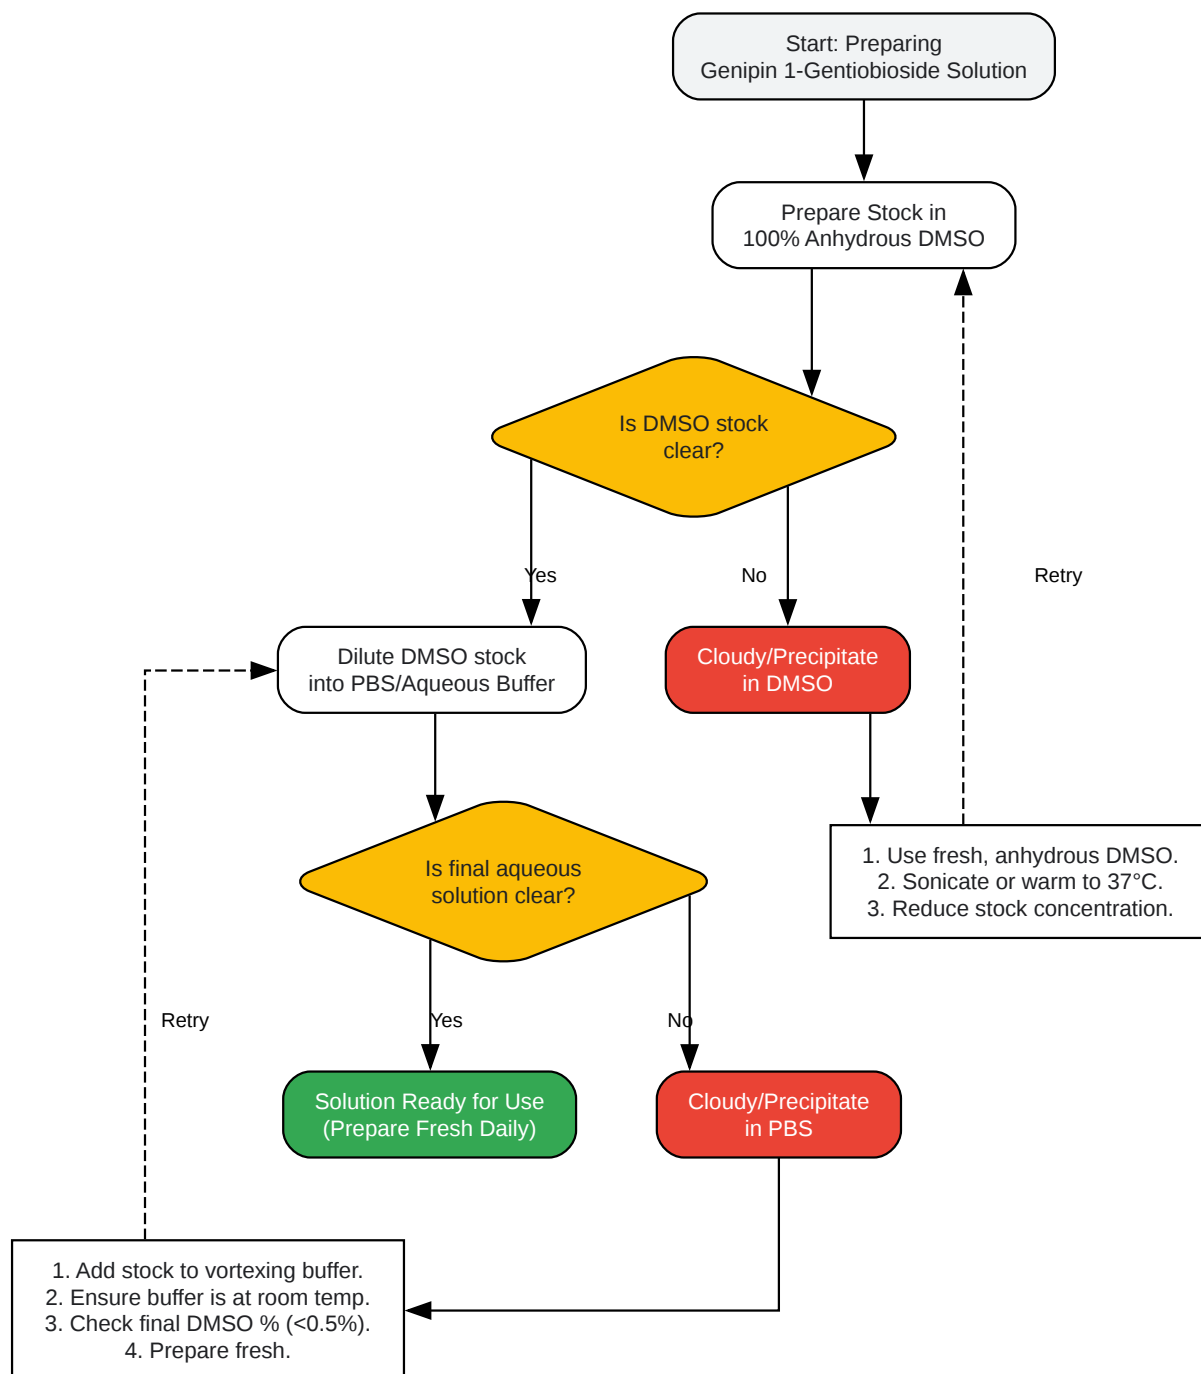 Start: Preparing
Genipin 1-Gentiobioside Solution
Prepare Stock in
100% Anhydrous DMSO
Is DMSO stock
clear?
Yes
No
Retry
Dilute DMSO stock
into PBS/Aqueous Buffer
Cloudy/Precipitate
in DMSO
1. Use fresh, anhydrous DMSO.
2. Sonicate or warm to 37°C.
3. Reduce stock concentration.
Is final aqueous
solution clear?
Retry
Yes
No
Solution Ready for Use
(Prepare Fresh Daily)
Cloudy/Precipitate
in PBS
1. Add stock to vortexing buffer.
2. Ensure buffer is at room temp.
3. Check final DMSO % (<0.5%).
4. Prepare fresh.